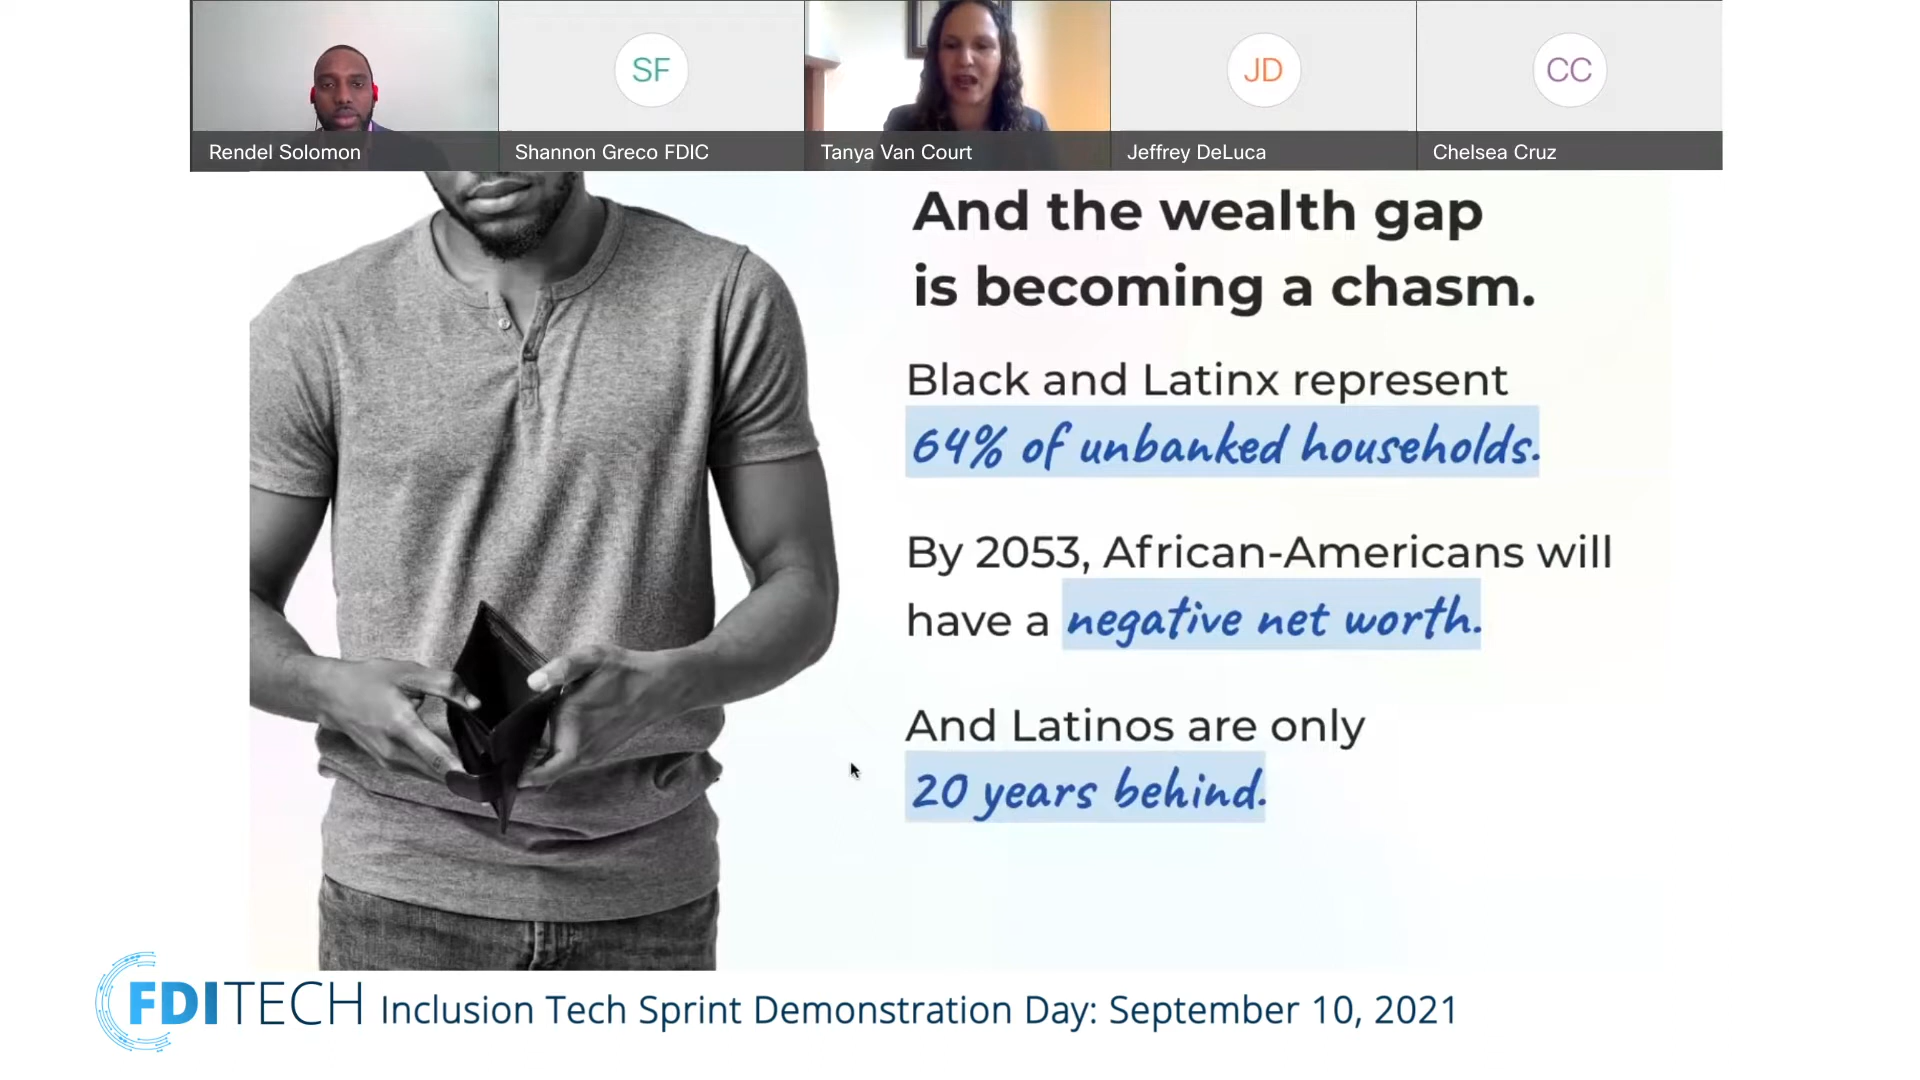 SF
JD
CC
Rendel Solomon
Shannon Greco FDIC
Tanya Van Court
Jeffrey DeLuca
Chelsea Cruz
And the wealth gap
is becoming a chasm.
Black and Latinx represent
64% of unbanked households.
By 2053, African-Americans will
have a negative net worth.
And Latinos are only
20 years behind.
FDITECH Inclusion Tech Sprint Demonstration Day: September 10, 2021